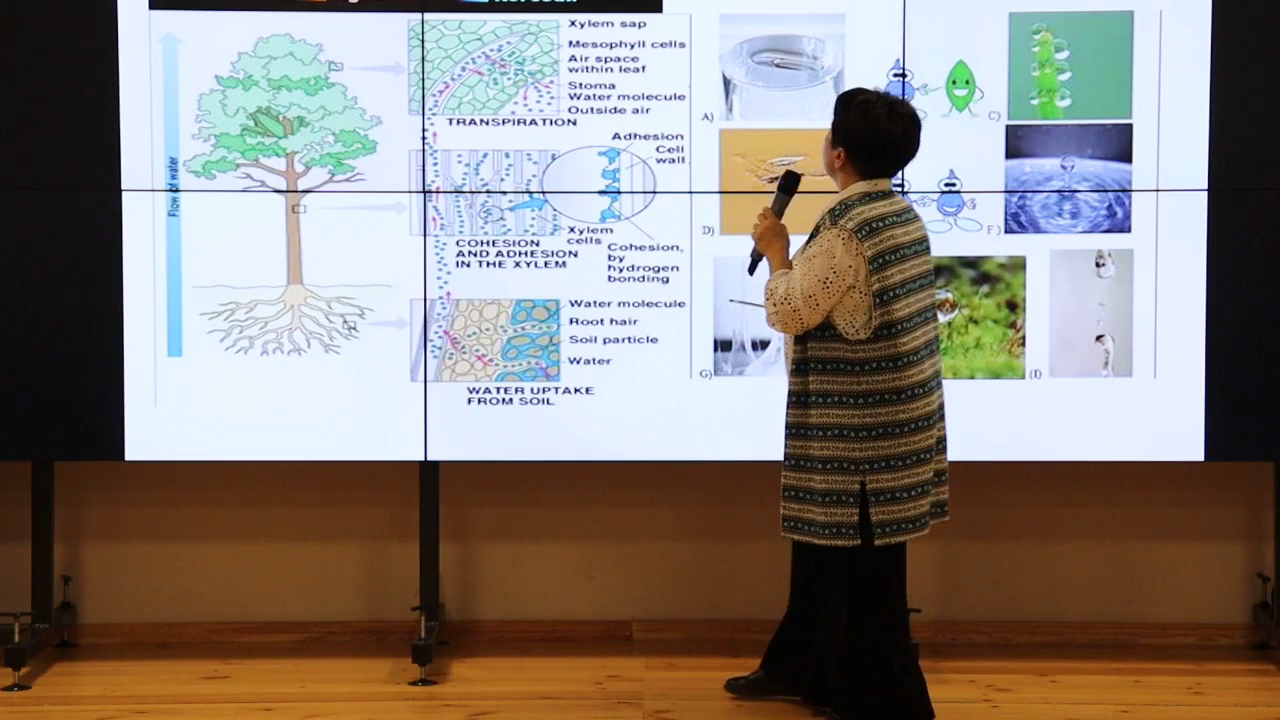 Flow of water
Xylem sap
Mesophyll cells
Air space
within leaf
Stoma
Water molecule
Outside air
TRANSPIRATION
Adhesion
Cell
wall
Xylem
cells
COHESION
AND ADHESION
IN THE XYLEM
Cohesion,
by
hydrogen
bonding
Water molecule
Root hair
Soil particle
Water
WATER UPTAKE
FROM SOIL
A)
C)
D)
F)
G)
(I)